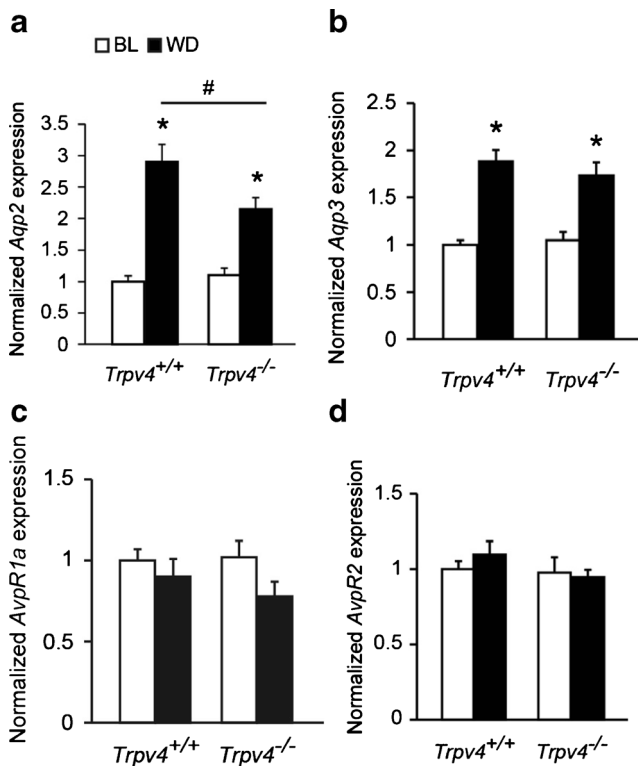 a
BL WD
#
Normalized Aqp2 expression
3.5
3
2.5
2
1.5
1
0.5
0
* *
Trpv4+/+ Trpv4-/-
b
Normalized Aqp3 expression
2.5
2
1.5
1
0.5
0
* *
Trpv4+/+ Trpv4-/-
c
Normalized AvpR1a expression
1.5
1
0.5
0
Trpv4+/+ Trpv4-/-
d
Normalized AvpR2 expression
1.5
1
0.5
0
Trpv4+/+ Trpv4-/-